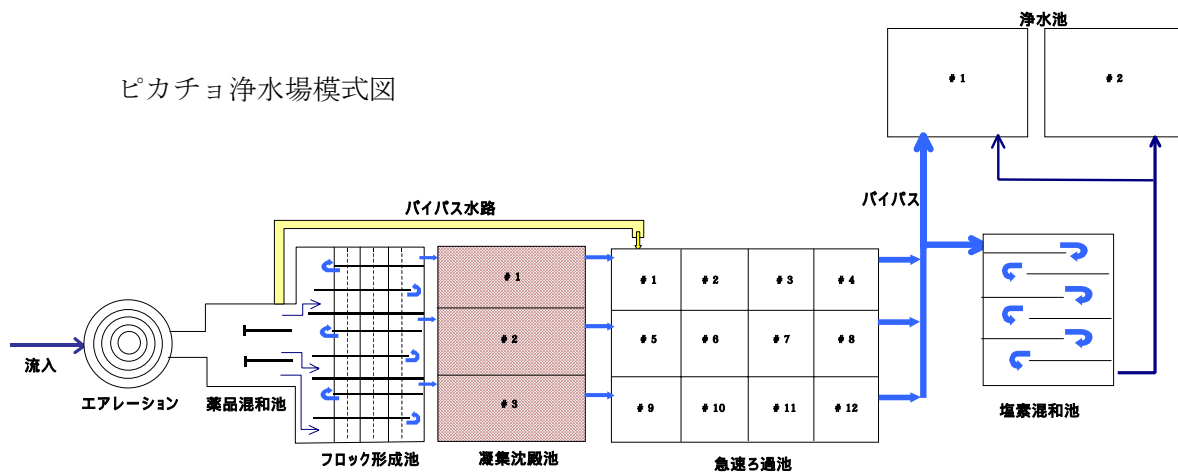 浄水池
# 1
# 2
ピカチョ浄水場模式図
バイパス
バイパス水路
# 1
# 1
# 2
# 3
# 4
# 2
# 5
# 6
# 7
# 8
流入
エアレーション
薬品混和池
# 3
# 9
# 10
# 11
# 12
塩素混和池
フロック形成池
凝集沈殿池
急速ろ過池